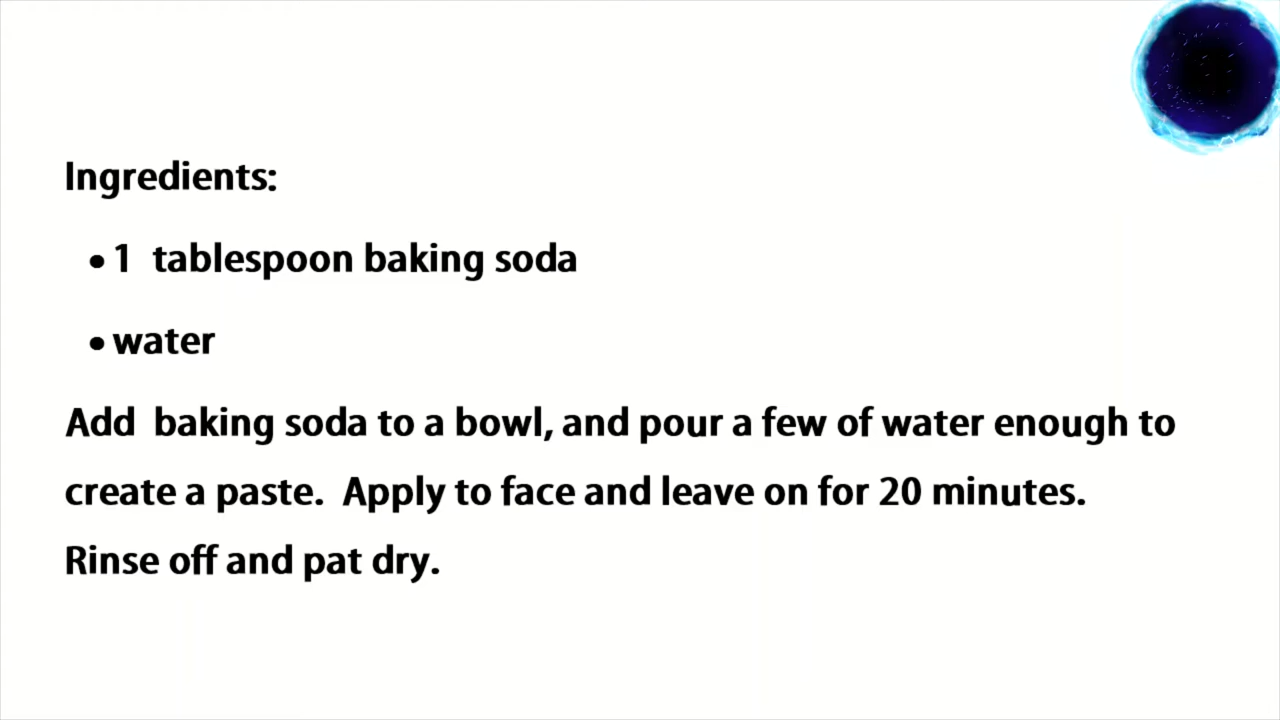 Ingredients:
• 1 tablespoon baking soda
• water
Add baking soda to a bowl, and pour a few of water enough to
create a paste. Apply to face and leave on for 20 minutes.
Rinse off and pat dry.